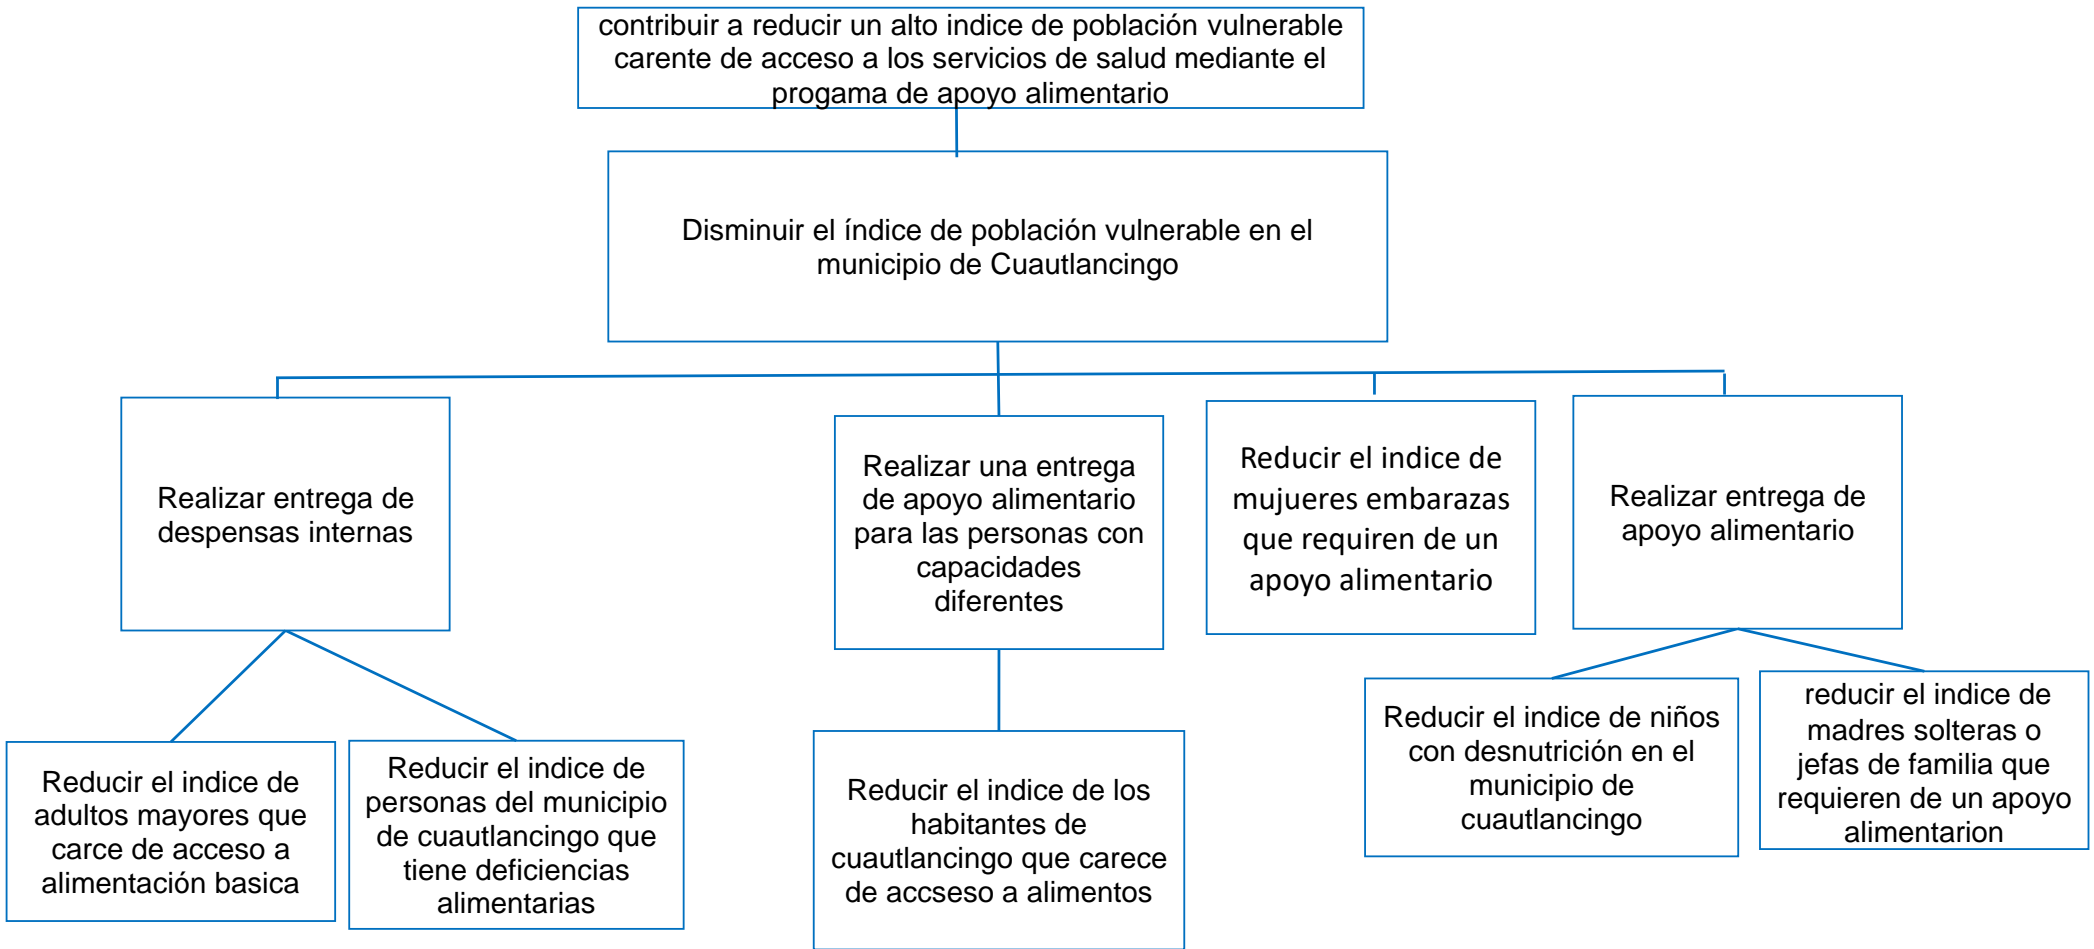 contribuir a reducir un alto indice de población vulnerable
carente de acceso a los servicios de salud mediante el
progama de apoyo alimentario
Disminuir el índice de población vulnerable en el
municipio de Cuautlancingo
Realizar entrega de
despensas internas
Realizar una entrega
de apoyo alimentario
para las personas con
capacidades
diferentes
Reducir el indice de
mujueres embarazas
que requiren de un
apoyo alimentario
Realizar entrega de
apoyo alimentario
Reducir el indice de
adultos mayores que
carce de acceso a
alimentación basica
Reducir el indice de
personas del municipio
de cuautlancingo que
tiene deficiencias
alimentarias
Reducir el indice de los
habitantes de
cuautlancingo que carece
de accseso a alimentos
Reducir el indice de niños
con desnutrición en el
municipio de
cuautlancingo
reducir el indice de
madres solteras o
jefas de familia que
requieren de un apoyo
alimentarion